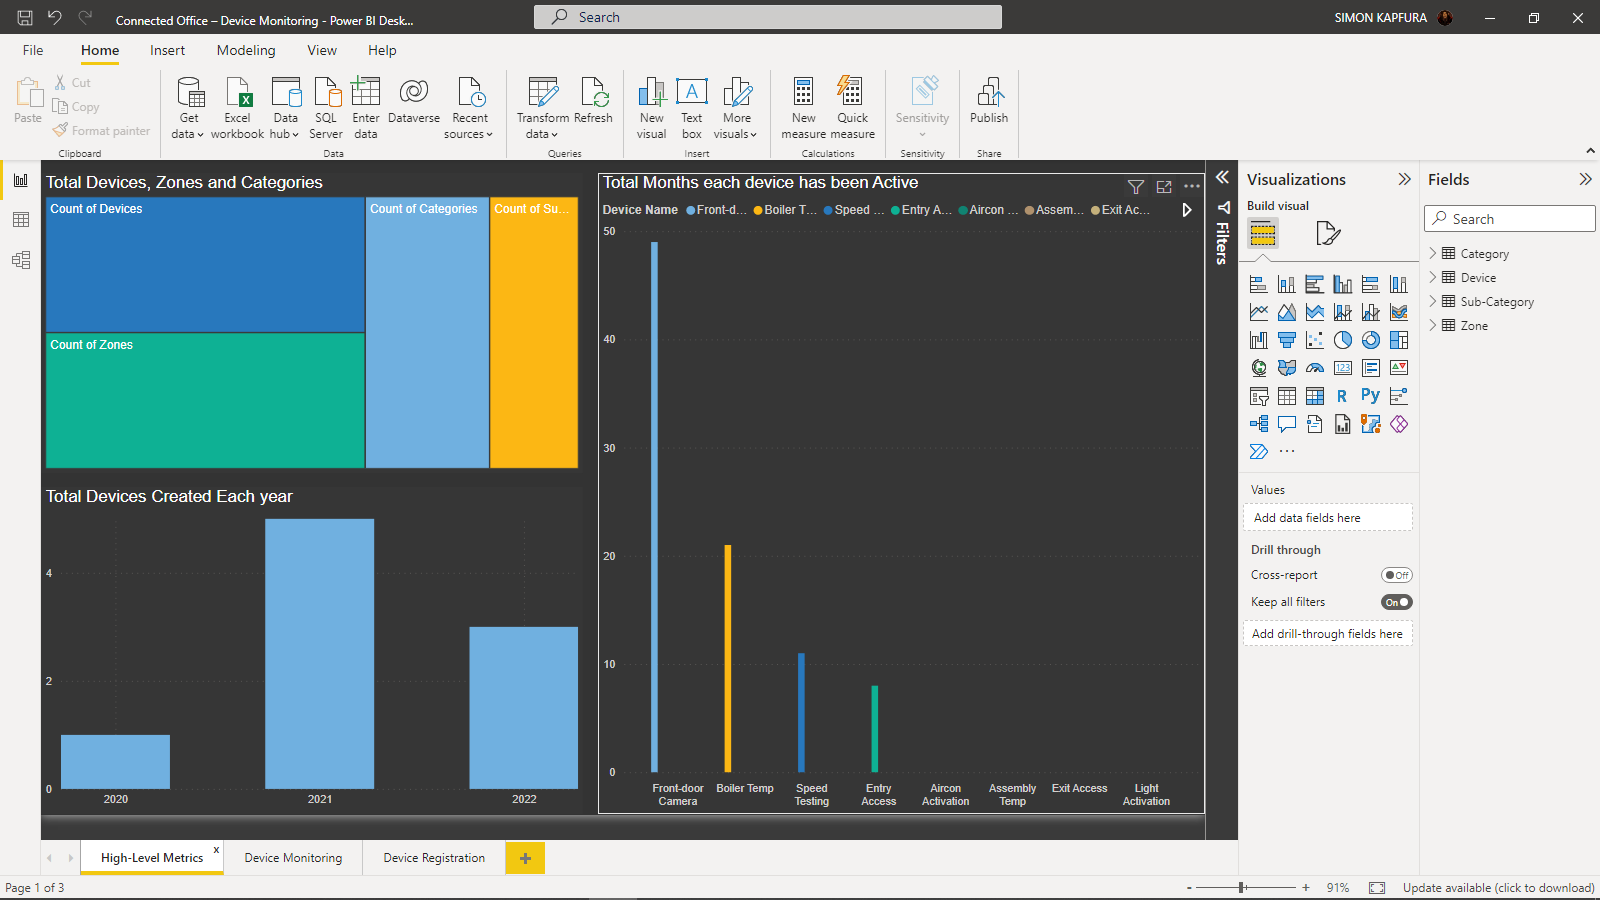 Connected Office – Device Monitoring - Power BI Desk...
Search
SIMON KAPFURA
File
Home
Insert
Modeling
View
Help
Paste
Cut
Copy
Format painter
Clipboard
Get data
Excel workbook
Data hub
SQL Server
Enter data
Dataverse
Recent sources
Data
Transform data
Refresh
Queries
New visual
Text box
More visuals
Insert
New measure
Quick measure
Calculations
Sensitivity
Sensitivity
Publish
Share
Total Devices, Zones and Categories
Count of Devices
Count of Categories
Count of Su...
Count of Zones
Total Devices Created Each year
4
2
0
2020
2021
2022
Total Months each device has been Active
Device Name
Front-d...
Boiler T...
Speed ...
Entry A...
Aircon ...
Assem...
Exit Ac...
50
40
30
20
10
0
Front-door Camera
Boiler Temp
Speed Testing
Entry Access
Aircon Activation
Assembly Temp
Exit Access
Light Activation
Filters
Visualizations
Build visual
123
R
Py
Values
Add data fields here
Drill through
Cross-report
Off
Keep all filters
On
Add drill-through fields here
Fields
Search
Category
Device
Sub-Category
Zone
High-Level Metrics
x
Device Monitoring
Device Registration
+
Page 1 of 3
-
+
91%
Update available (click to download)